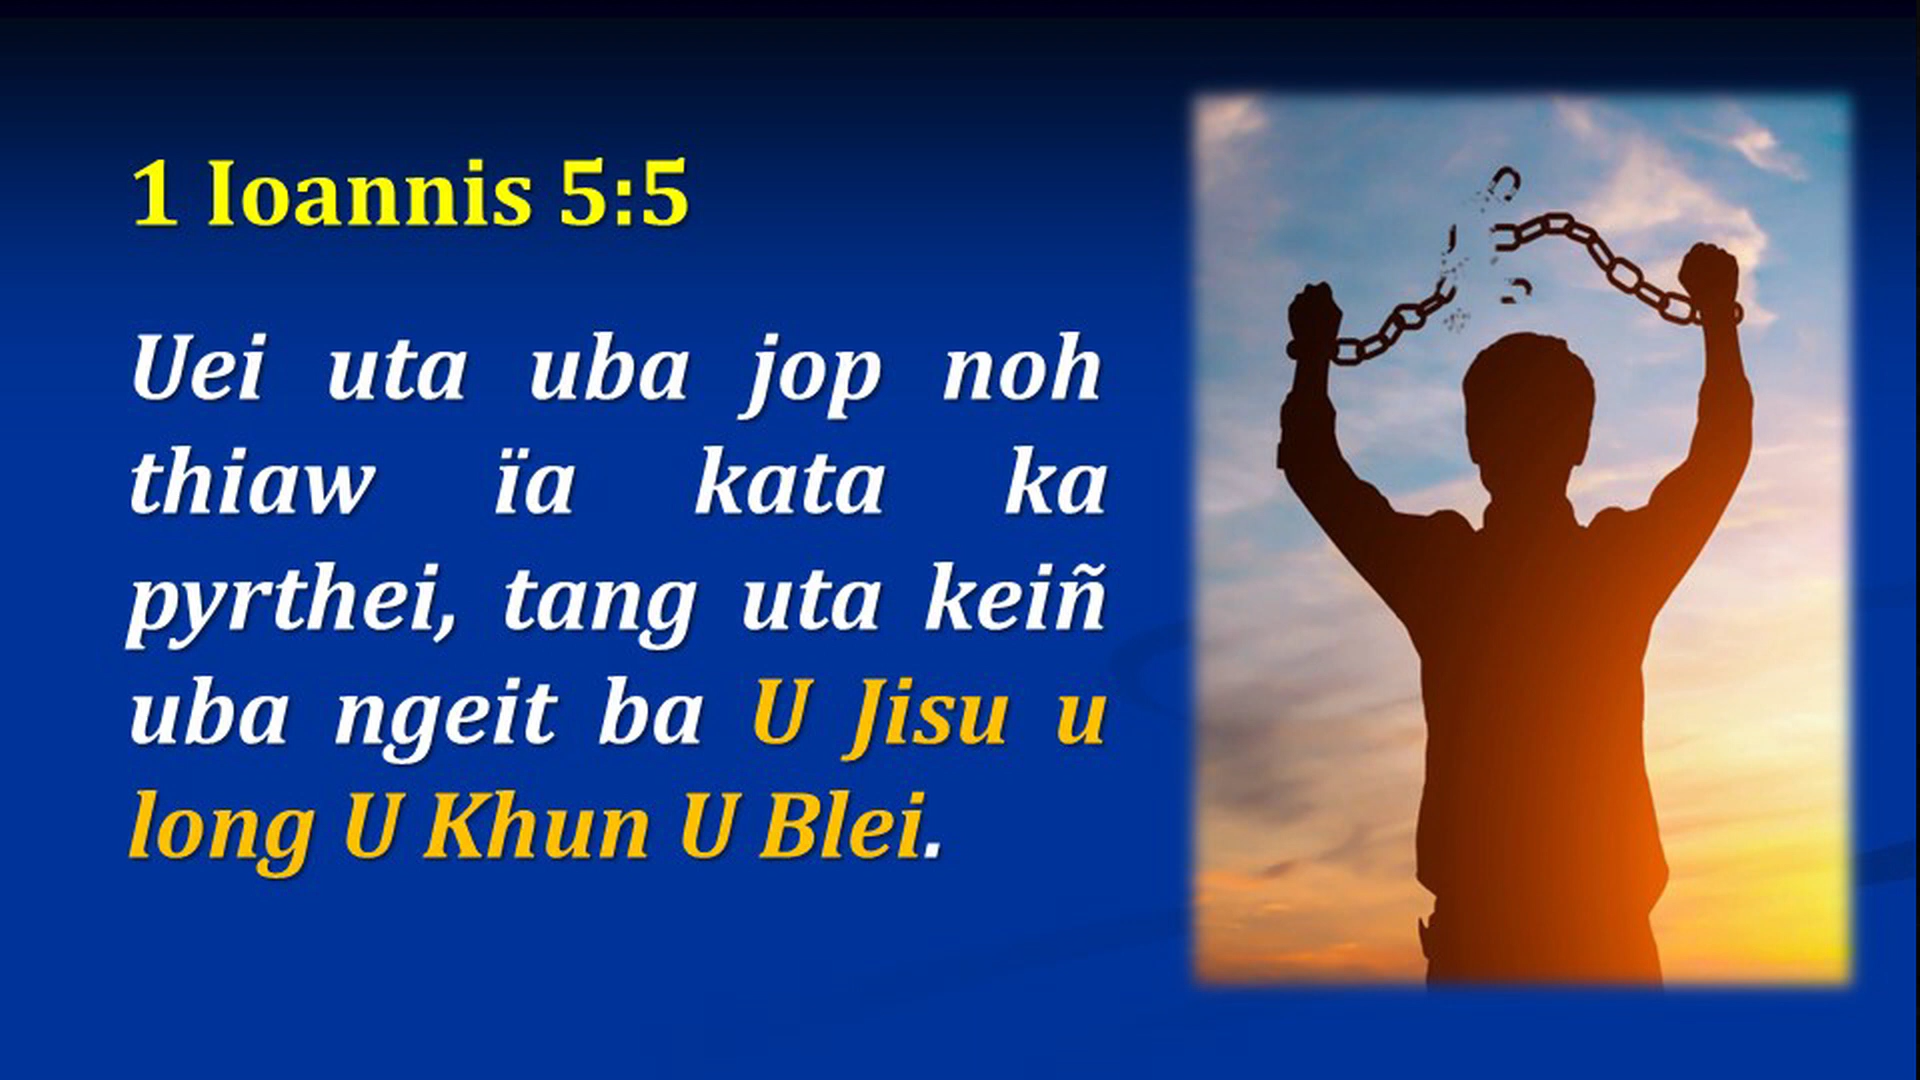 1 Ioannis 5:5
Uei uta uba jop noh
thiaw ïa kata ka
pyrthei, tang uta keiñ
uba ngeit ba U Jisu u
long U Khun U Blei.